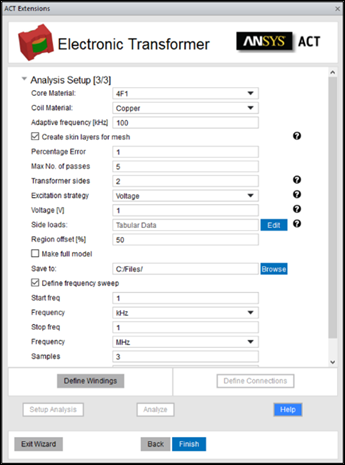 ACT Extensions
Electronic Transformer
ANSYS ACT
Analysis Setup [3/3]
Core Material: 4F1
Coil Material: Copper
Adaptive frequency [kHz] 100
Create skin layers for mesh
Percentage Error 1
Max No. of passes 5
Transformer sides 2
Excitation strategy Voltage
Voltage [V] 1
Side loads: Tabular Data Edit
Region offset [%] 50
Make full model
Save to: C:/Files/ Browse
Define frequency sweep
Start freq 1
Frequency kHz
Stop freq 1
Frequency MHz
Samples 3
Define Windings Define Connections
Setup Analysis Analyze Help
Exit Wizard Back Finish